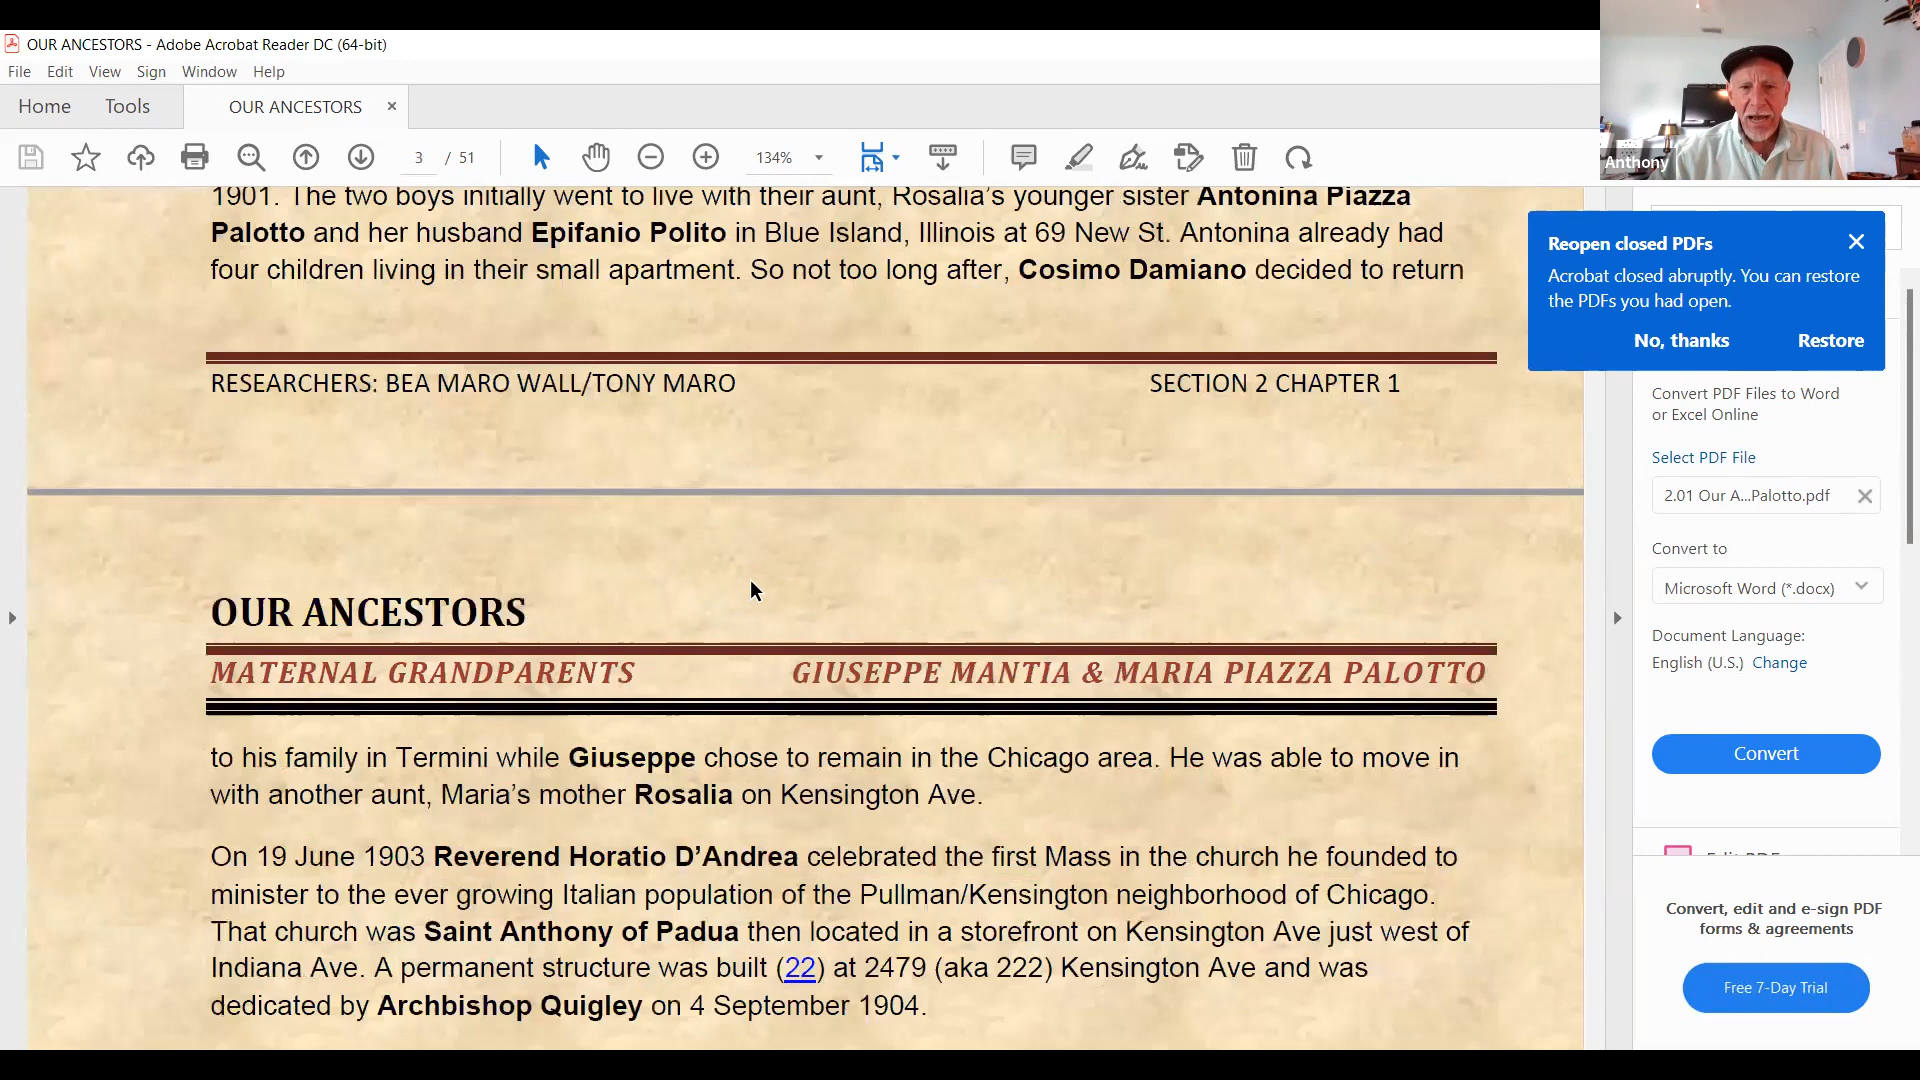 OUR ANCESTORS - Adobe Acrobat Reader DC (64-bit)
File Edit View Sign Window Help
Home Tools OUR ANCESTORS
3 / 51 134%
Anthony
1901. The two boys initially went to live with their aunt, Rosalia's younger sister Antonina Piazza
Palotto and her husband Epifanio Polito in Blue Island, Illinois at 69 New St. Antonina already had
four children living in their small apartment. So not too long after, Cosimo Damiano decided to return
RESEARCHERS: BEA MARO WALL/TONY MARO SECTION 2 CHAPTER 1
OUR ANCESTORS
MATERNAL GRANDPARENTS GIUSEPPE MANTIA & MARIA PIAZZA PALOTTO
to his family in Termini while Giuseppe chose to remain in the Chicago area. He was able to move in
with another aunt, Maria's mother Rosalia on Kensington Ave.
On 19 June 1903 Reverend Horatio D'Andrea celebrated the first Mass in the church he founded to
minister to the ever growing Italian population of the Pullman/Kensington neighborhood of Chicago.
That church was Saint Anthony of Padua then located in a storefront on Kensington Ave just west of
Indiana Ave. A permanent structure was built (22) at 2479 (aka 222) Kensington Ave and was
dedicated by Archbishop Quigley on 4 September 1904.
Reopen closed PDFs
Acrobat closed abruptly. You can restore
the PDFs you had open.
No, thanks Restore
Convert PDF Files to Word
or Excel Online
Select PDF File
2.01 Our A...Palotto.pdf
Convert to
Microsoft Word (*.docx)
Document Language:
English (U.S.) Change
Convert
Edit PDF
Convert, edit and e-sign PDF
forms & agreements
Free 7-Day Trial